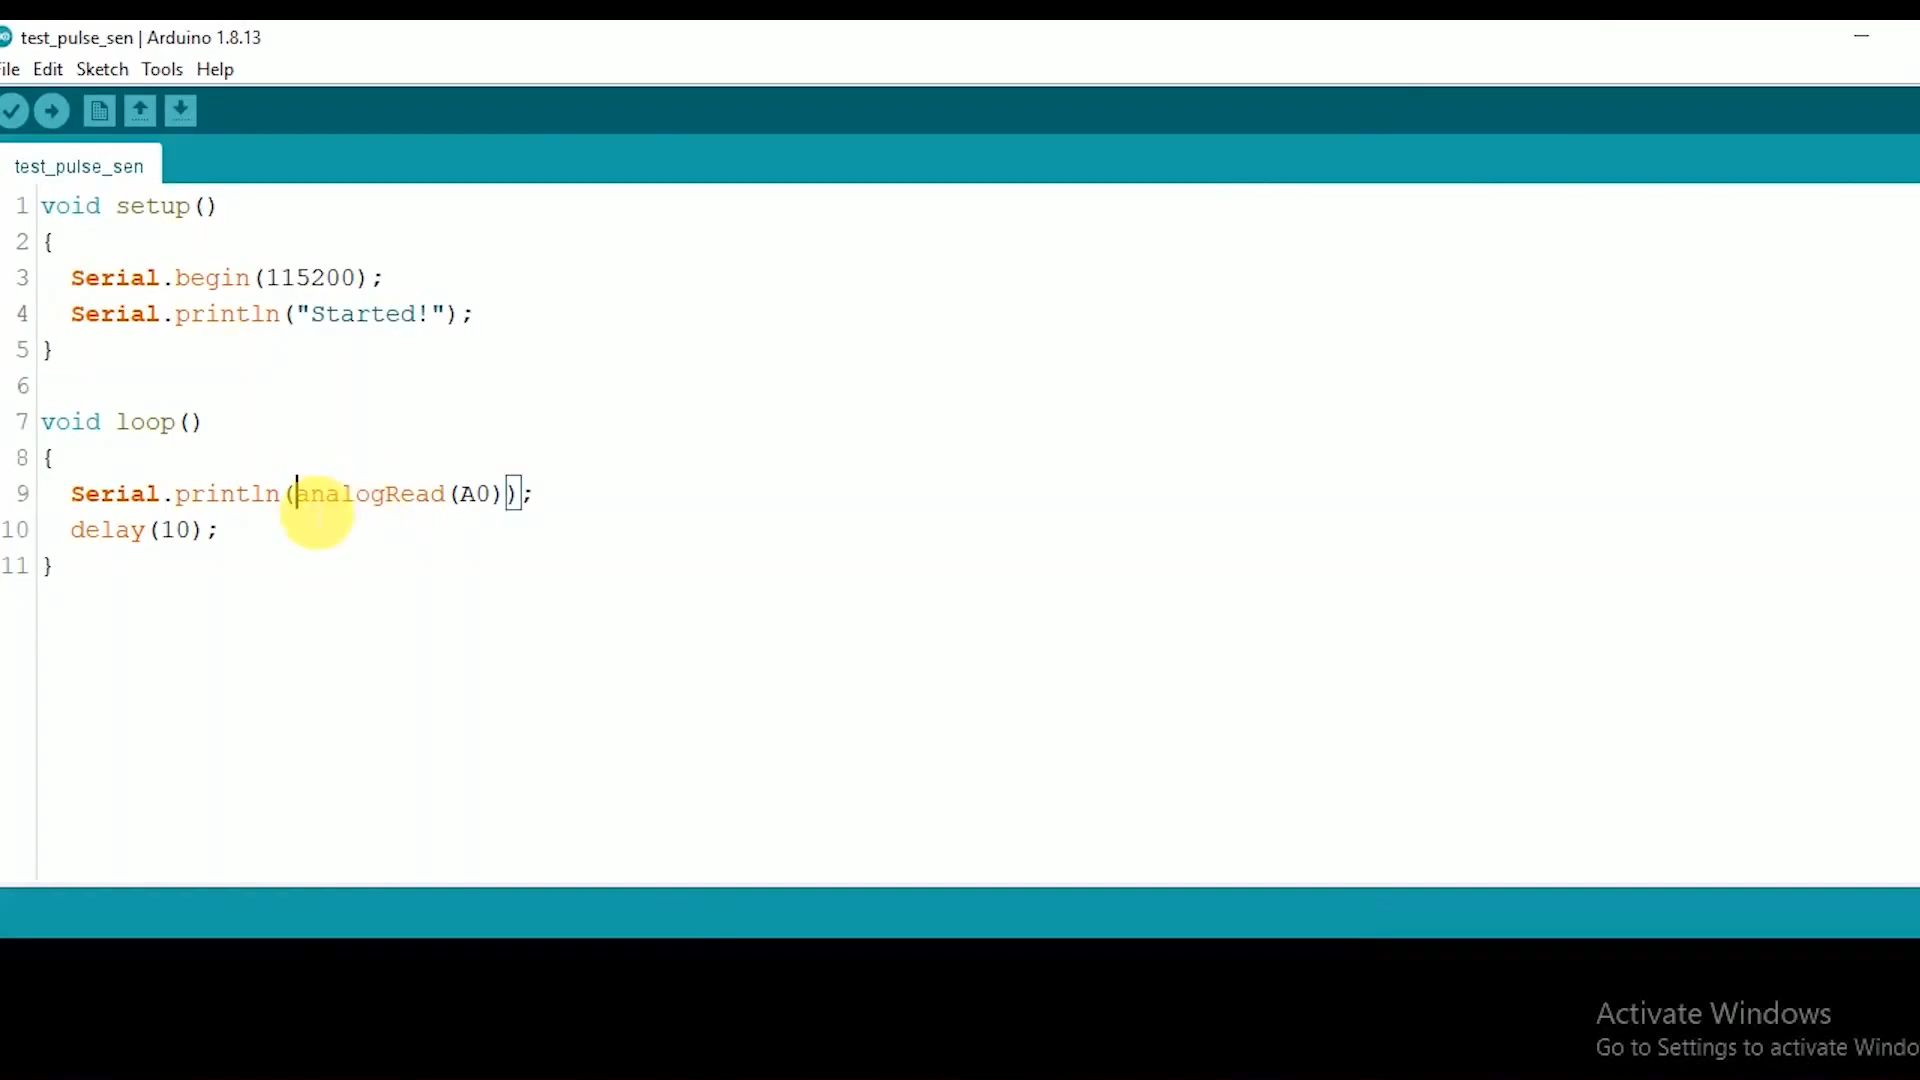 test_pulse_sen | Arduino 1.8.13
ile Edit Sketch Tools Help
test_pulse_sen
1 void setup()
2 {
3 Serial.begin(115200);
4 Serial.println("Started!");
5 }
6
7 void loop()
8 {
9 Serial.println(analogRead(A0));
10 delay(10);
11 }
Activate Windows
Go to Settings to activate Windo